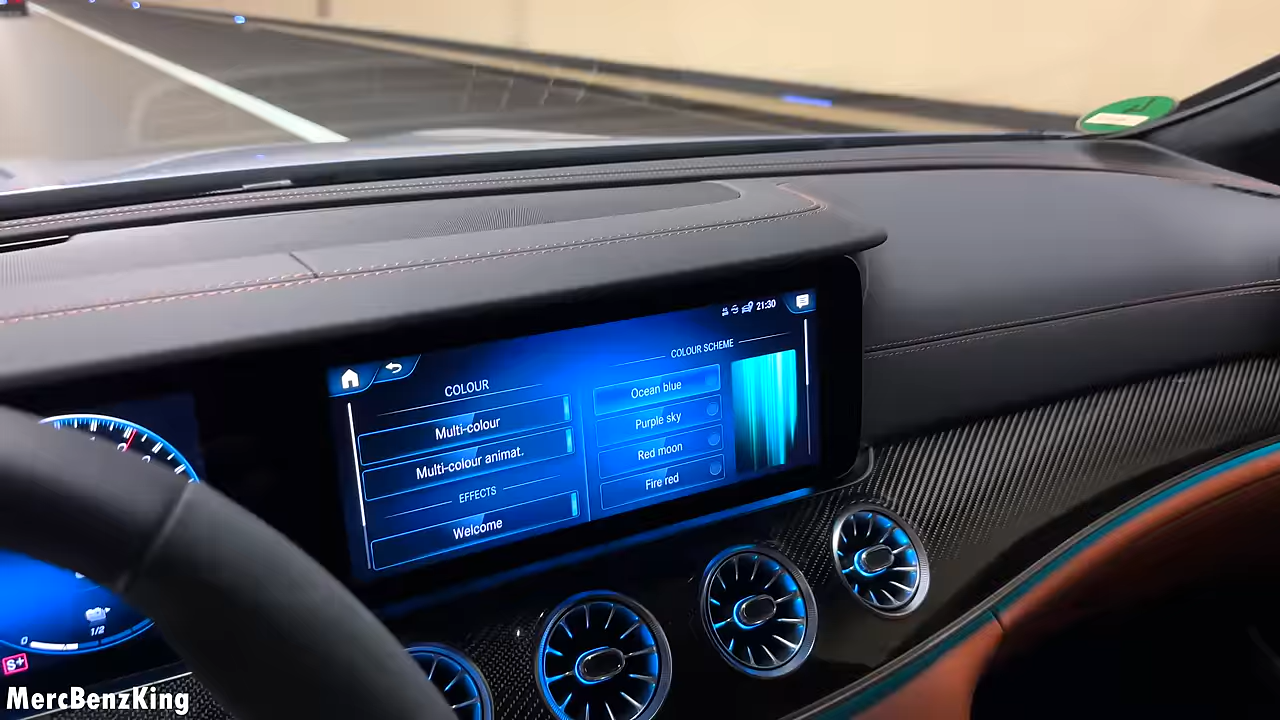 21:30
COLOUR
Multi-colour
Multi-colour animat.
EFFECTS
Welcome
COLOUR SCHEME
Ocean blue
Purple sky
Red moon
Fire red
0
1/2
S+
MercBenzKing